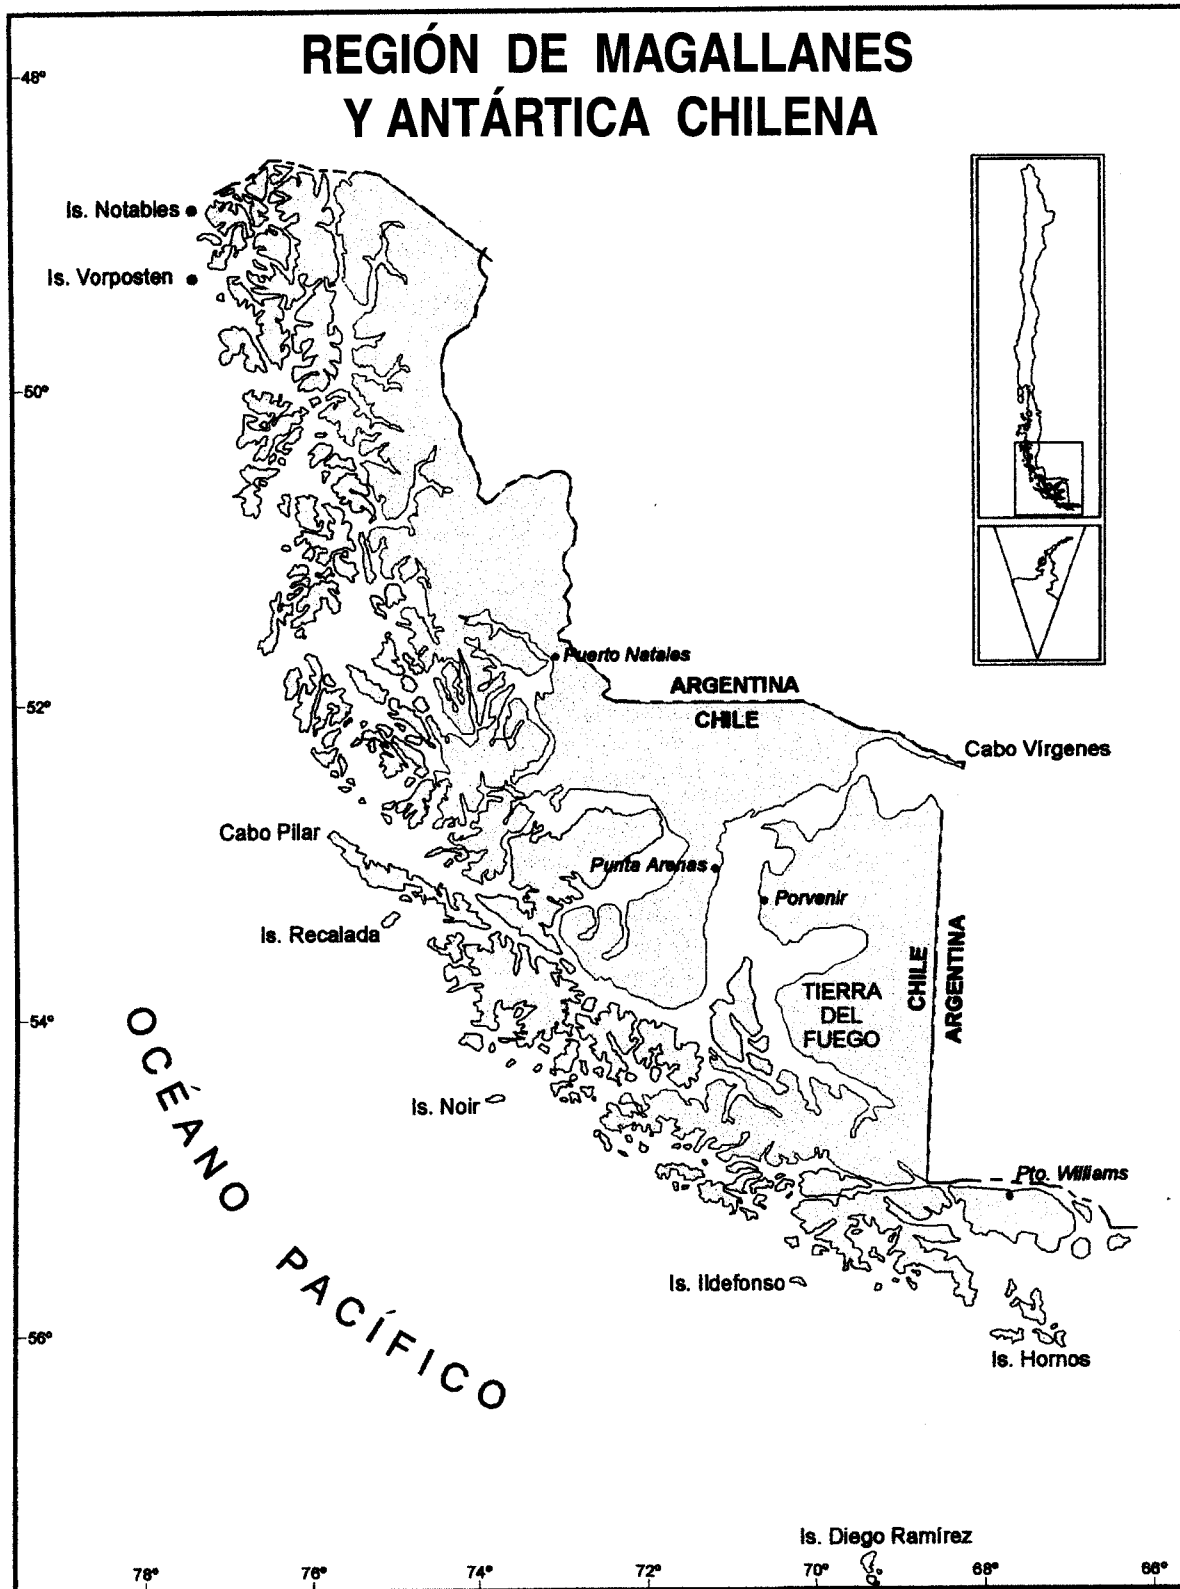 REGIÓN DE MAGALLANES
Y ANTÁRTICA CHILENA
48°
Is. Notables
Is. Vorposten
50°
Puerto Natales
ARGENTINA
CHILE
52°
Cabo Vírgenes
Cabo Pilar
Punta Arenas
Porvenir
Is. Recalada
CHILE
ARGENTINA
TIERRA
DEL
FUEGO
54°
OCÉANO PACÍFICO
Is. Noir
Pto. Williams
Is. Ildefonso
56°
Is. Hornos
Is. Diego Ramírez
78°
76°
74°
72°
70°
68°
66°